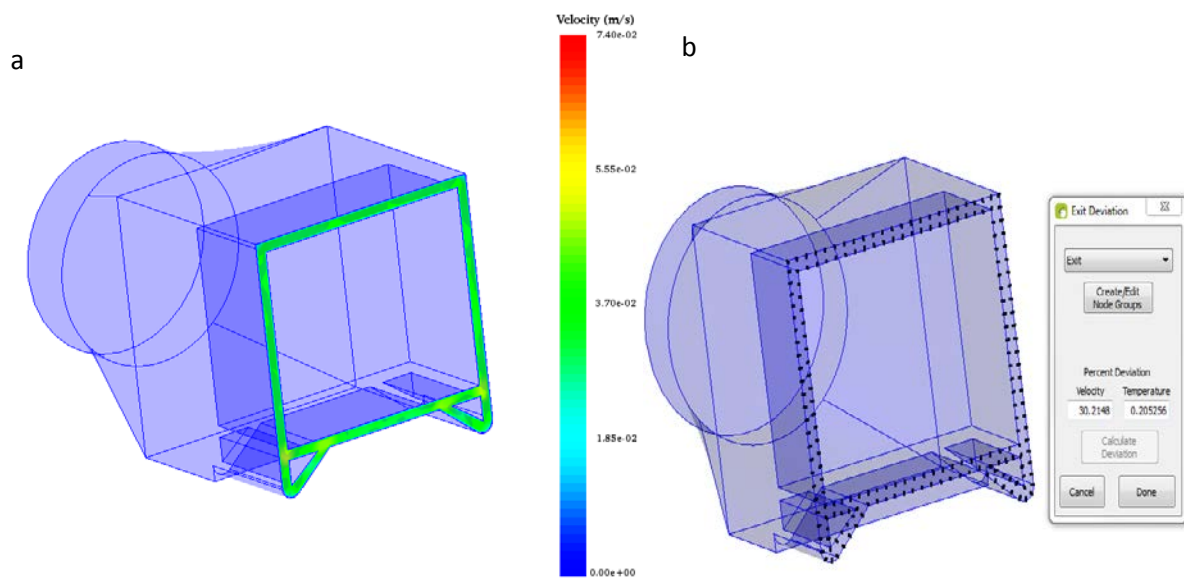 a
Velocity (m/s)
7.40e-02
5.55e-02
3.70e-02
1.85e-02
0.00e+00
b
Exit Deviation
Exit
Create/Edit
Node Groups
Percent Deviation
Velocity Temperature
30.2148 0.205256
Calculate
Deviation
Cancel Done